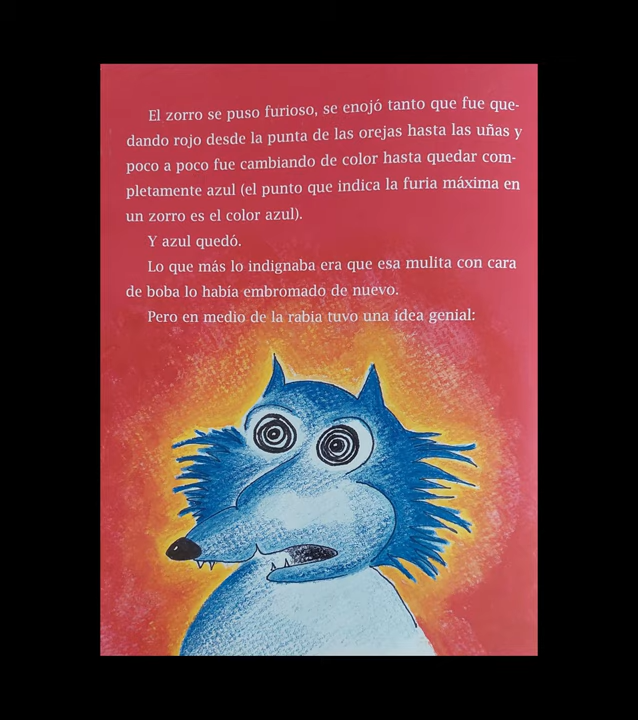 El zorro se puso furioso, se enojó tanto que fue que-
dando rojo desde la punta de las orejas hasta las uñas y
poco a poco fue cambiando de color hasta quedar com-
pletamente azul (el punto que indica la furia máxima en
un zorro es el color azul).
Y azul quedó.
Lo que más lo indignaba era que esa mulita con cara
de boba lo había embromado de nuevo.
Pero en medio de la rabia tuvo una idea genial: